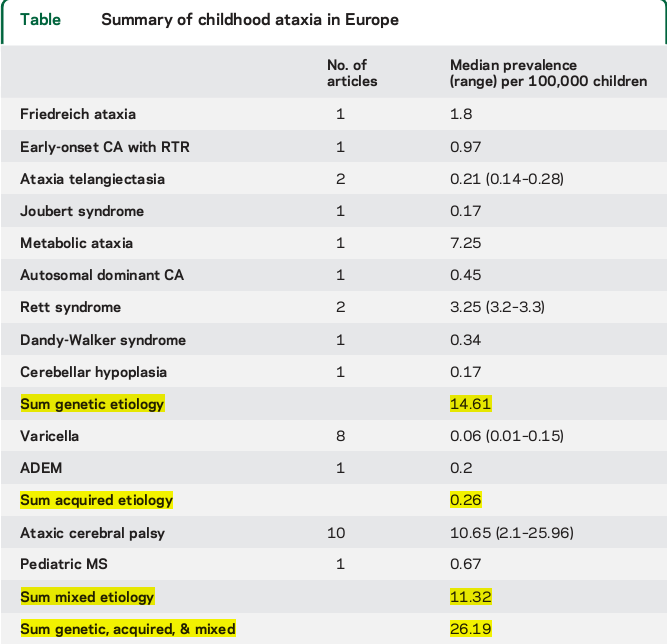 Table Summary of childhood ataxia in Europe
No. of articles Median prevalence (range) per 100,000 children
Friedreich ataxia 1 1.8
Early-onset CA with RTR 1 0.97
Ataxia telangiectasia 2 0.21 (0.14–0.28)
Joubert syndrome 1 0.17
Metabolic ataxia 1 7.25
Autosomal dominant CA 1 0.45
Rett syndrome 2 3.25 (3.2–3.3)
Dandy-Walker syndrome 1 0.34
Cerebellar hypoplasia 1 0.17
Sum genetic etiology 14.61
Varicella 8 0.06 (0.01–0.15)
ADEM 1 0.2
Sum acquired etiology 0.26
Ataxic cerebral palsy 10 10.65 (2.1–25.96)
Pediatric MS 1 0.67
Sum mixed etiology 11.32
Sum genetic, acquired, & mixed 26.19